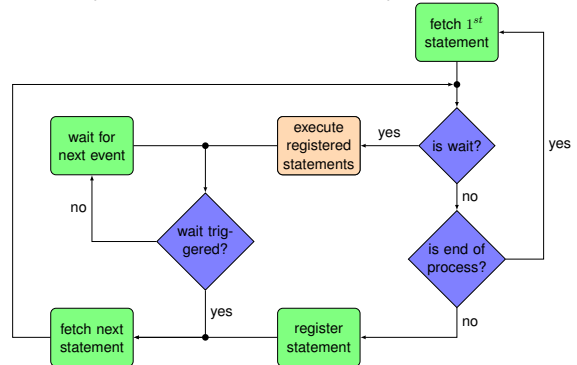 fetch 1st
statement
wait for
next event
execute
registered
statements
yes
is wait?
yes
no
no
wait trig-
gered?
is end of
process?
yes
no
fetch next
statement
register
statement